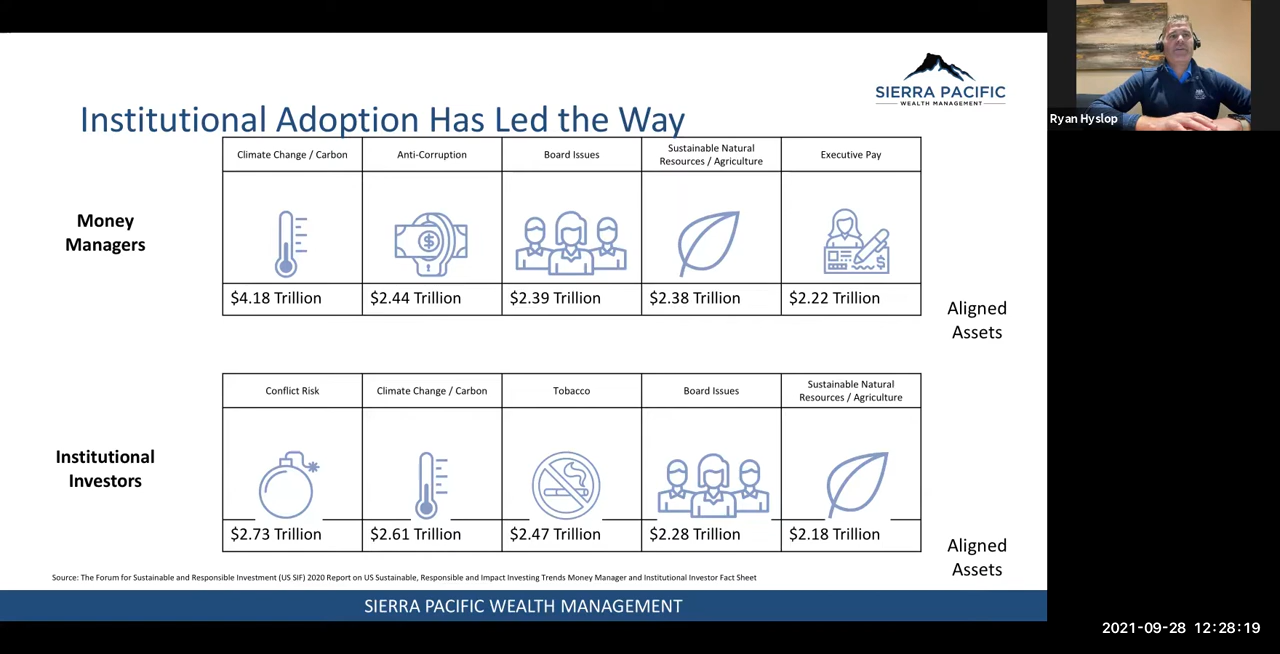 SIERRA PACIFIC
WEALTH MANAGEMENT
Ryan Hyslop
Institutional Adoption Has Led the Way
Climate Change / Carbon
Anti-Corruption
Board Issues
Sustainable Natural
Resources / Agriculture
Executive Pay
Money
Managers
$
$
$4.18 Trillion
$2.44 Trillion
$2.39 Trillion
$2.38 Trillion
$2.22 Trillion
Aligned
Assets
Conflict Risk
Climate Change / Carbon
Tobacco
Board Issues
Sustainable Natural
Resources / Agriculture
Institutional
Investors
$2.73 Trillion
$2.61 Trillion
$2.47 Trillion
$2.28 Trillion
$2.18 Trillion
Aligned
Assets
Source: The Forum for Sustainable and Responsible Investment (US SIF) 2020 Report on US Sustainable, Responsible and Impact Investing Trends Money Manager and Institutional Investor Fact Sheet
SIERRA PACIFIC WEALTH MANAGEMENT
2021-09-28 12:28:19